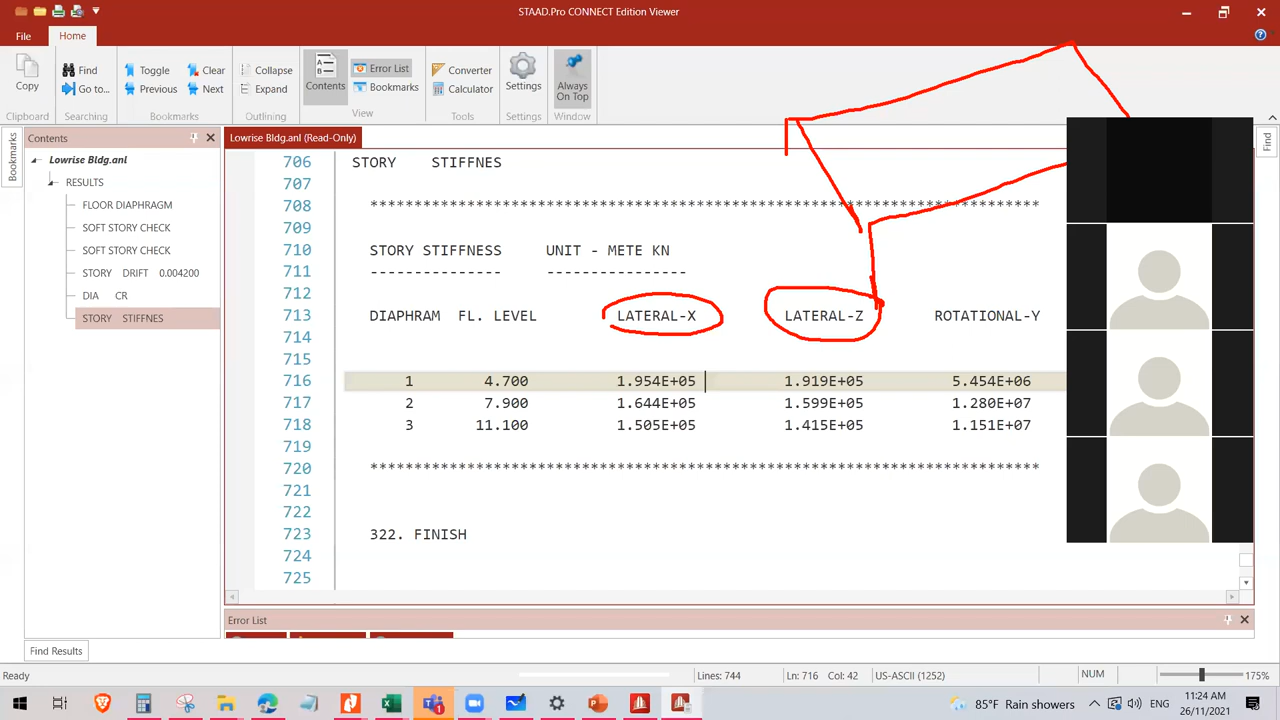 STAAD.Pro CONNECT Edition Viewer
File Home
Copy
Find
Go to...
Searching
Toggle Clear
Previous Next
Bookmarks
Collapse
Expand
Outlining
Contents
Error List
Bookmarks
View
Converter
Calculator
Tools
Settings
Settings
Always On Top
Window
Bookmarks
Contents
Lowrise Bldg.anl
RESULTS
FLOOR DIAPHRAGM
SOFT STORY CHECK
SOFT STORY CHECK
STORY DRIFT 0.004200
DIA CR
STORY STIFFNES
Lowrise Bldg.anl (Read-Only)
Find
706 STORY STIFFNES
707
708 ****************************************************************************
709
710 STORY STIFFNESS UNIT - METE KN
711 --------------- ----------------
712
713 DIAPHRAM FL. LEVEL LATERAL-X LATERAL-Z ROTATIONAL-Y
714
715
716 1 4.700 1.954E+05 1.919E+05 5.454E+06
717 2 7.900 1.644E+05 1.599E+05 1.280E+07
718 3 11.100 1.505E+05 1.415E+05 1.151E+07
719
720 ****************************************************************************
721
722
723 322. FINISH
724
725
Error List
Find Results
Ready Lines: 744 Ln: 716 Col: 42 US-ASCII (1252) NUM 175%
85°F Rain showers ENG 11:24 AM
26/11/2021